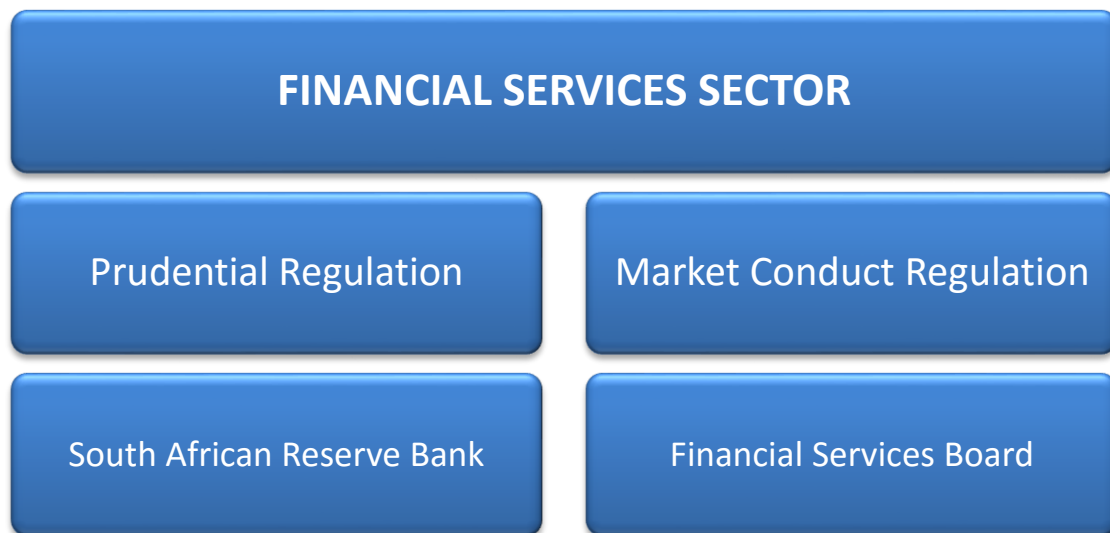 FINANCIAL SERVICES SECTOR
Prudential Regulation
Market Conduct Regulation
South African Reserve Bank
Financial Services Board